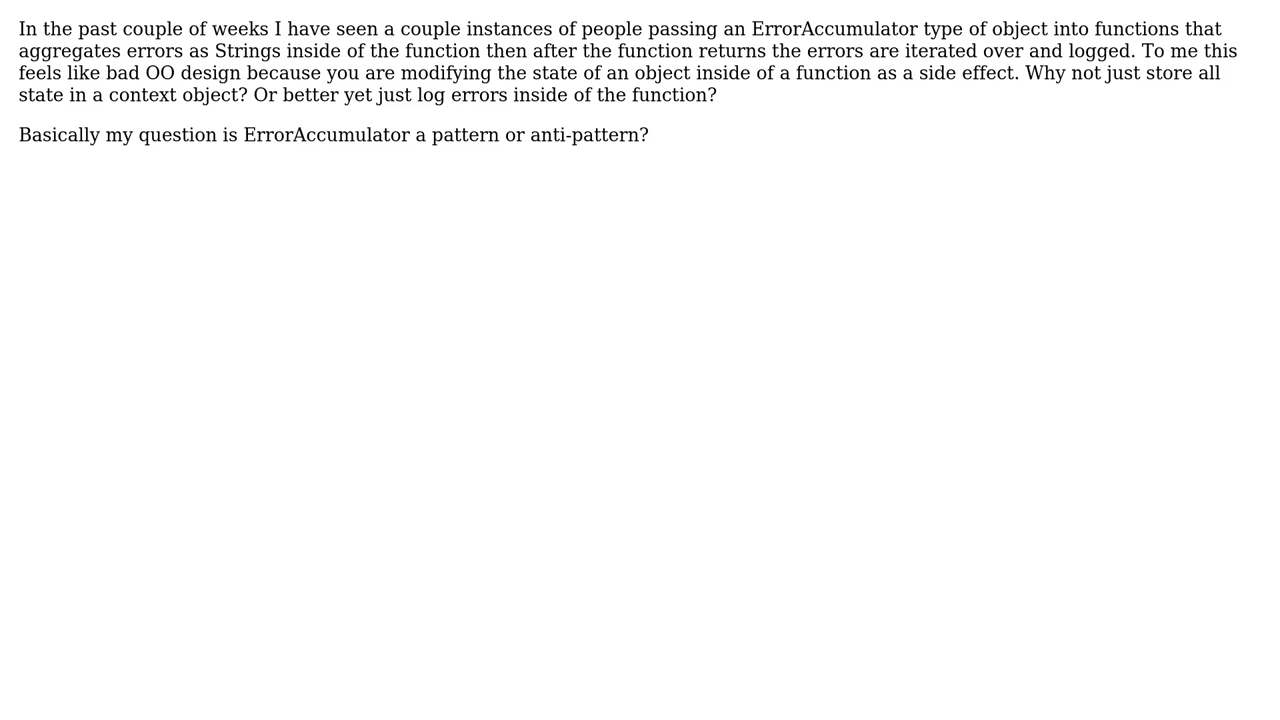 In the past couple of weeks I have seen a couple instances of people passing an ErrorAccumulator type of object into functions that
aggregates errors as Strings inside of the function then after the function returns the errors are iterated over and logged. To me this
feels like bad OO design because you are modifying the state of an object inside of a function as a side effect. Why not just store all
state in a context object? Or better yet just log errors inside of the function?
Basically my question is ErrorAccumulator a pattern or anti-pattern?